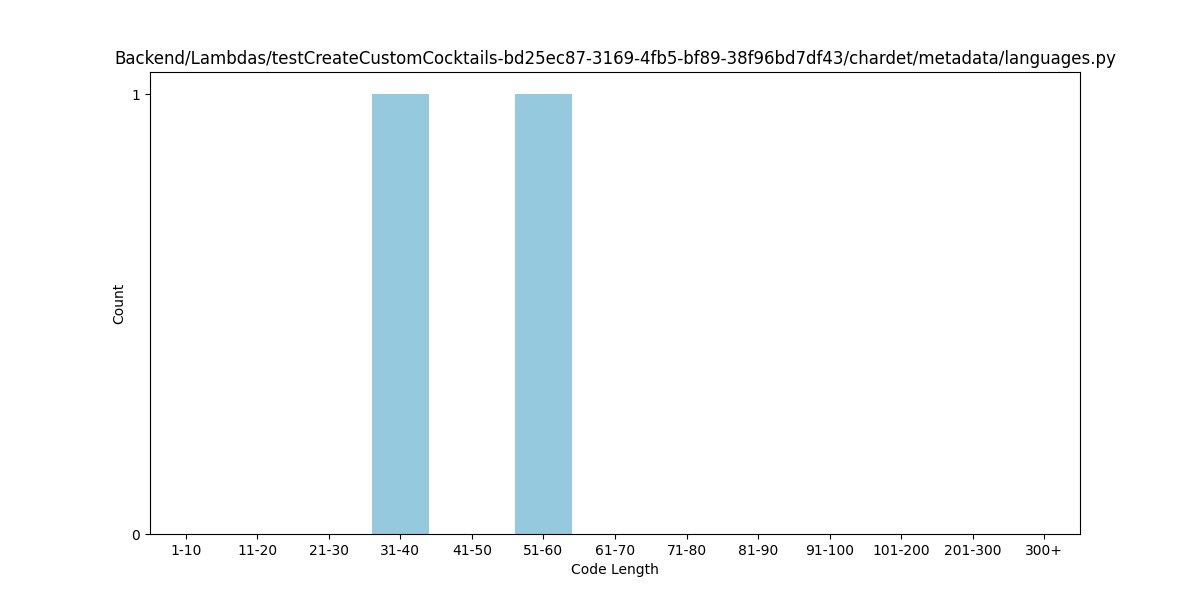 Backend/Lambdas/testCreateCustomCocktails-bd25ec87-3169-4fb5-bf89-38f96bd7df43/chardet/metadata/languages.py
1
Count
0
1-10 11-20 21-30 31-40 41-50 51-60 61-70 71-80 81-90 91-100 101-200 201-300 300+
Code Length